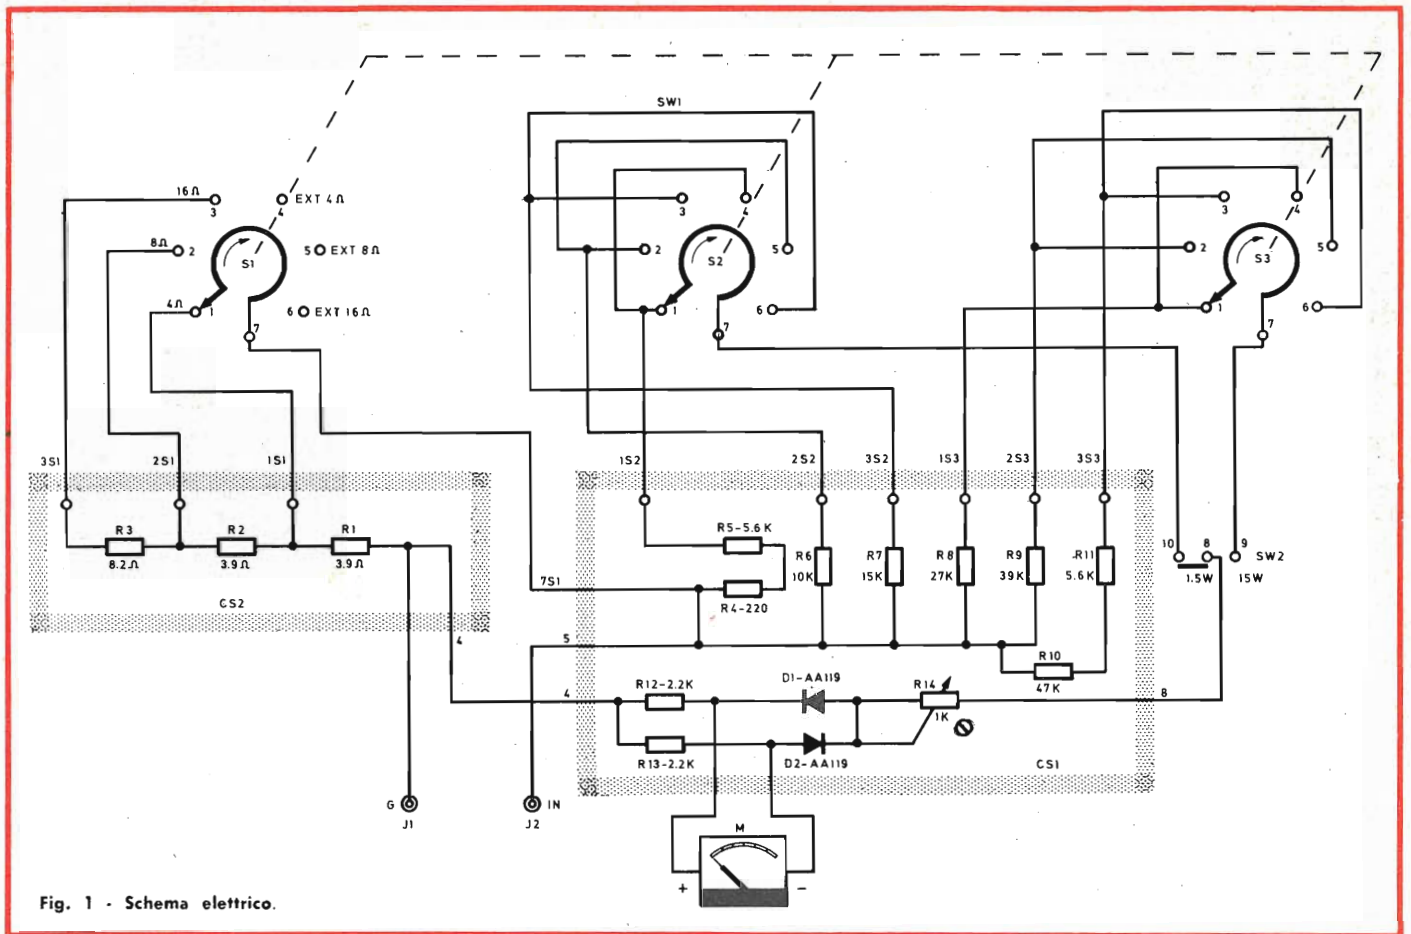 SW1
16Ω
3
4
EXT 4Ω
8Ω
2
S1
5
EXT 8Ω
4Ω
1
6
EXT 16Ω
7
3
4
2
S2
5
1
6
7
3
4
2
S3
5
1
6
7
3S1
2S1
1S1
1S2
2S2
3S2
1S3
2S3
3S3
R3
8.2Ω
R2
3.9Ω
R1
3.9Ω
CS2
R5-5.6K
R4-220
R6
10K
R7
15K
R8
27K
R9
39K
R11
5.6K
10
8
9
SW2
1.5W
15W
7S1
5
4
R10
47K
4
R12-2.2K
D1-AA119
R14
1K
8
R13-2.2K
D2-AA119
CS1
G
J1
IN
J2
M
+
-
Fig. 1 - Schema elettrico.